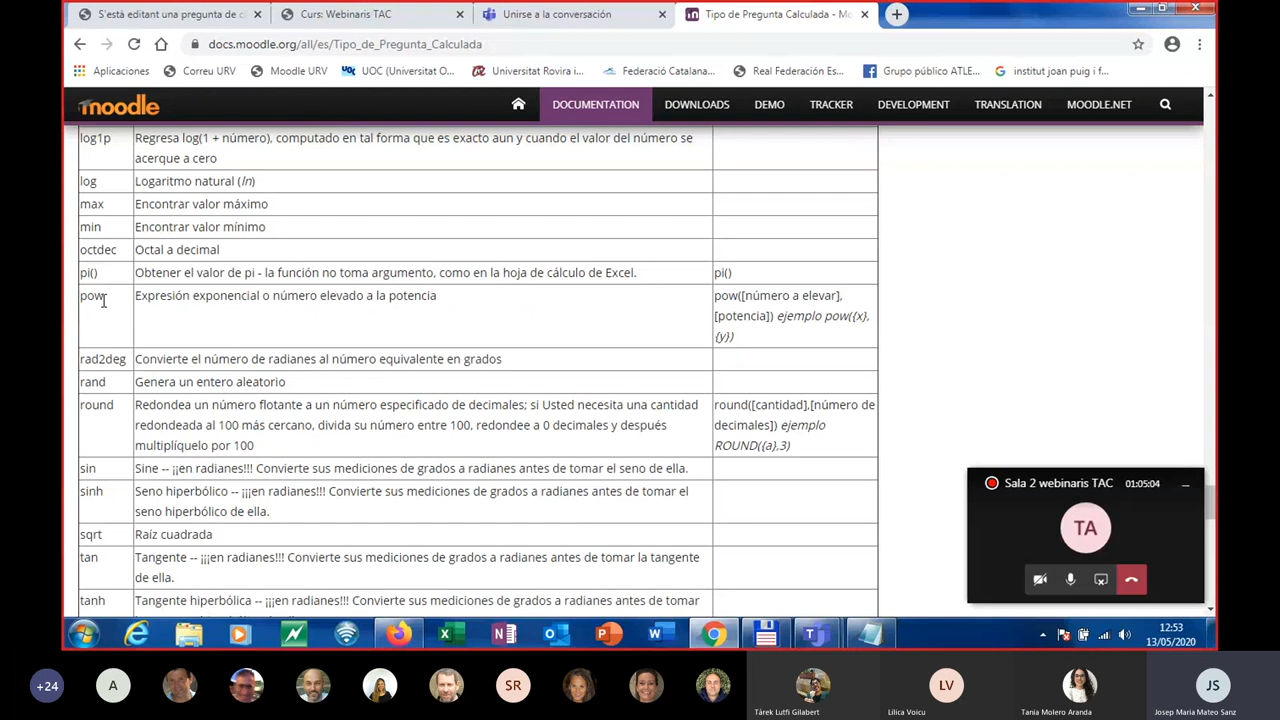 S'està editant una pregunta de c
Curs: Webinaris TAC
Unirse a la conversación
Tipo de Pregunta Calculada - Mo
docs.moodle.org/all/es/Tipo_de_Pregunta_Calculada
Aplicaciones
Correu URV
Moodle URV
UOC (Universitat O...
Universitat Rovira i...
Federació Catalana...
Real Federación Es...
Grupo público ATLE...
institut joan puig i f...
moodle
DOCUMENTATION
DOWNLOADS
DEMO
TRACKER
DEVELOPMENT
TRANSLATION
MOODLE.NET
log1p
Regresa log(1 + número), computado en tal forma que es exacto aun y cuando el valor del número se
acerque a cero
log
Logaritmo natural (ln)
max
Encontrar valor máximo
min
Encontrar valor mínimo
octdec
Octal a decimal
pi()
Obtener el valor de pi - la función no toma argumento, como en la hoja de cálculo de Excel.
pi()
pow
Expresión exponencial o número elevado a la potencia
pow([número a elevar],
[potencia]) ejemplo pow({x},
{y})
rad2deg
Convierte el número de radianes al número equivalente en grados
rand
Genera un entero aleatorio
round
Redondea un número flotante a un número especificado de decimales; si Usted necesita una cantidad
redondeada al 100 más cercano, divida su número entre 100, redondee a 0 decimales y después
multiplíquelo por 100
round([cantidad],[número de
decimales]) ejemplo
ROUND({a},3)
sin
Sine -- ¡¡en radianes!!! Convierte sus mediciones de grados a radianes antes de tomar el seno de ella.
sinh
Seno hiperbólico -- ¡¡¡en radianes!!! Convierte sus mediciones de grados a radianes antes de tomar el
seno hiperbólico de ella.
sqrt
Raíz cuadrada
tan
Tangente -- ¡¡¡en radianes!!! Convierte sus mediciones de grados a radianes antes de tomar la tangente
de ella.
tanh
Tangente hiperbólica -- ¡¡¡en radianes!!! Convierte sus mediciones de grados a radianes antes de tomar
Sala 2 webinaris TAC
01:05:04
TA
12:53
13/05/2020
+24
A
SR
Tárek Lutfi Gilabert
LV
Lilica Voicu
Tania Molero Aranda
JS
Josep Maria Mateo Sanz